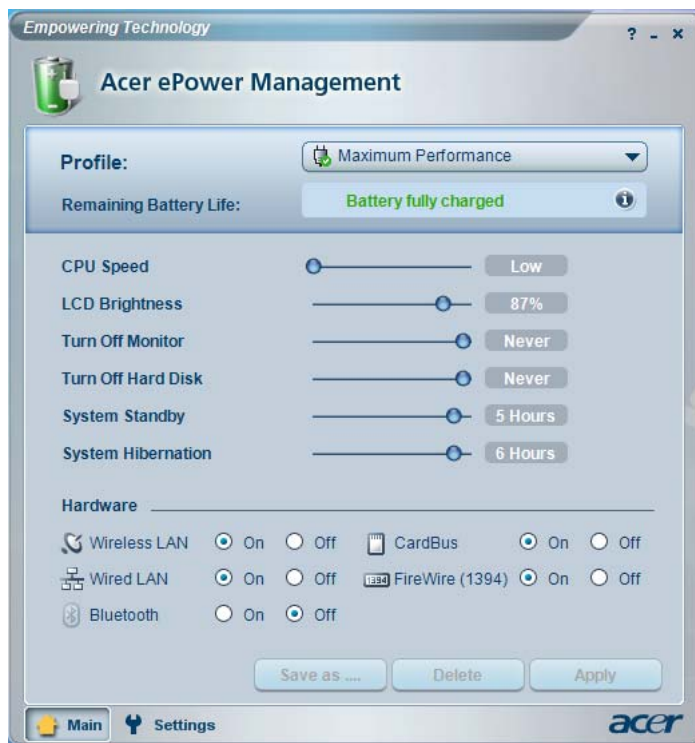 Empowering Technology
? - x
Acer ePower Management
Profile: Maximum Performance
Remaining Battery Life: Battery fully charged
CPU Speed Low
LCD Brightness 87%
Turn Off Monitor Never
Turn Off Hard Disk Never
System Standby 5 Hours
System Hibernation 6 Hours
Hardware
Wireless LAN On Off CardBus On Off
Wired LAN On Off 1394 FireWire (1394) On Off
Bluetooth On Off
Save as .... Delete Apply
Main Settings acer